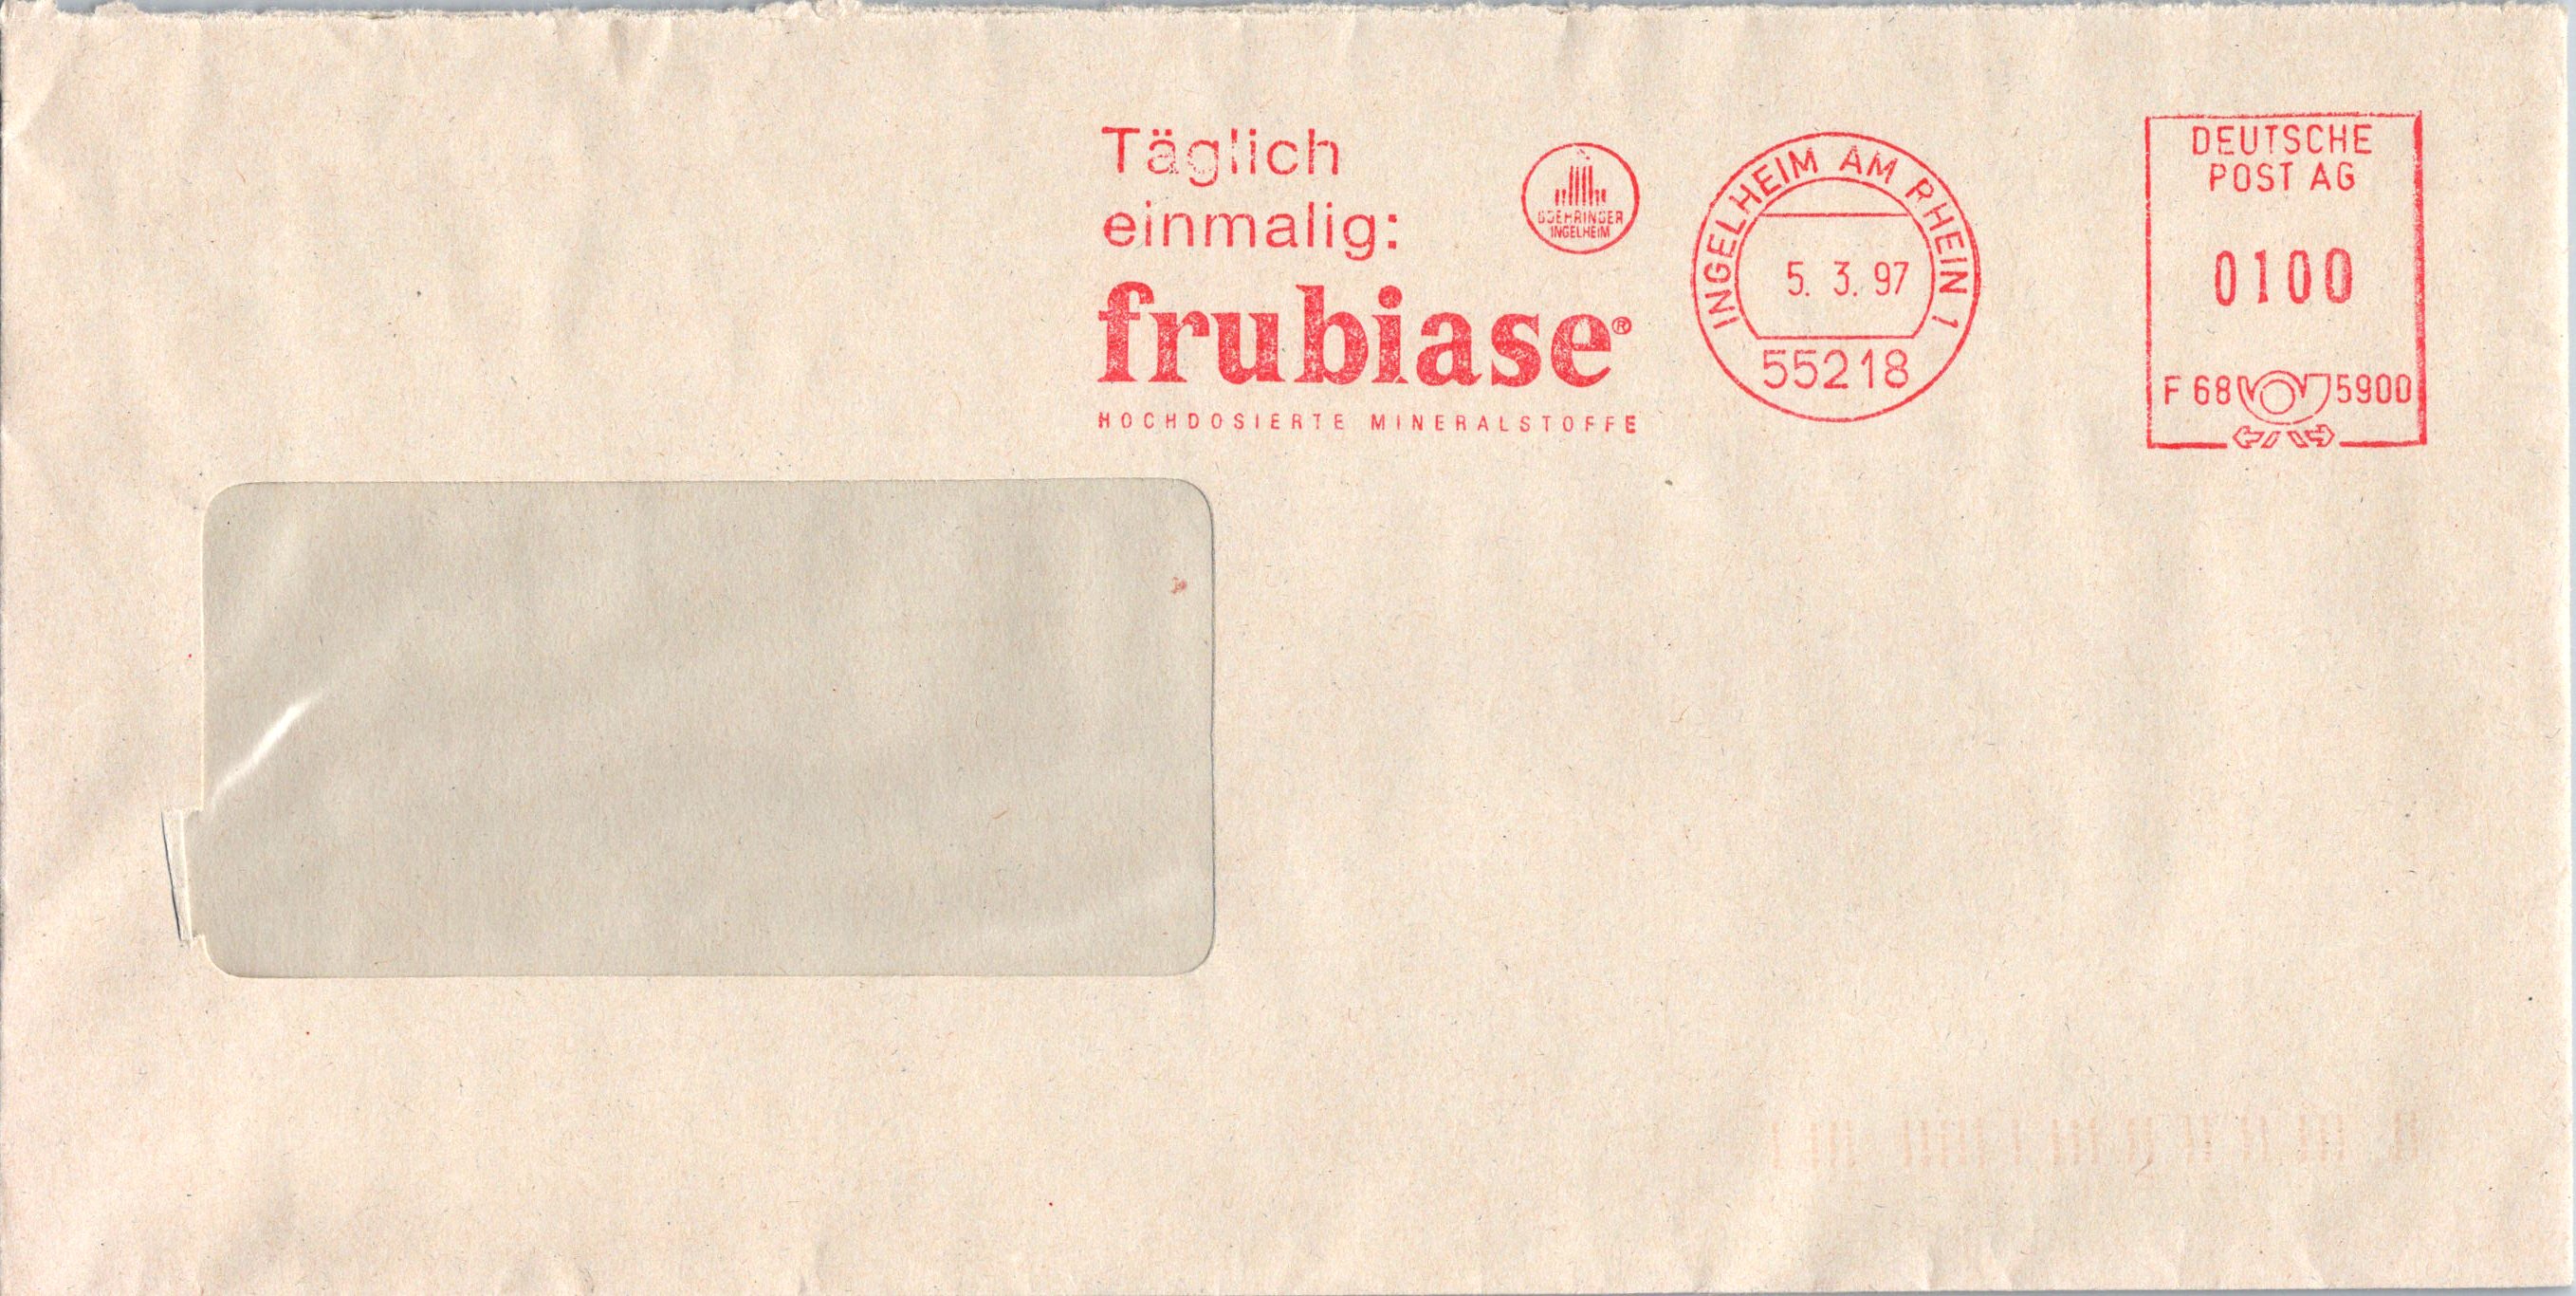 Täglich
einmalig:
frubiase®
HOCHDOSIERTE MINERALSTOFFE
BOEHRINGER
INGELHEIM
INGELHEIM AM RHEIN 1
5. 3. 97
55218
DEUTSCHE
POST AG
0100
F 68 5900